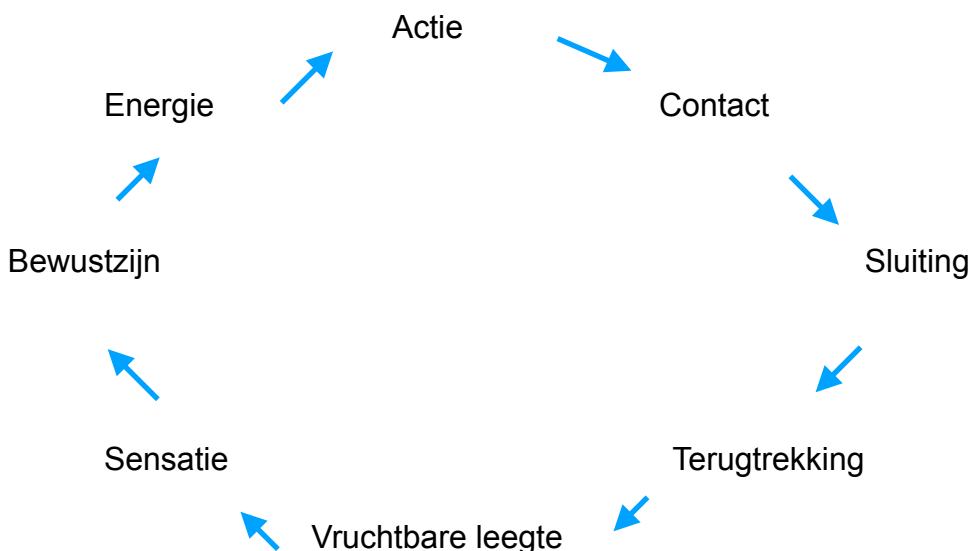 Actie
Energie
Contact
Bewustzijn
Sluiting
Sensatie
Terugtrekking
Vruchtbare leegte